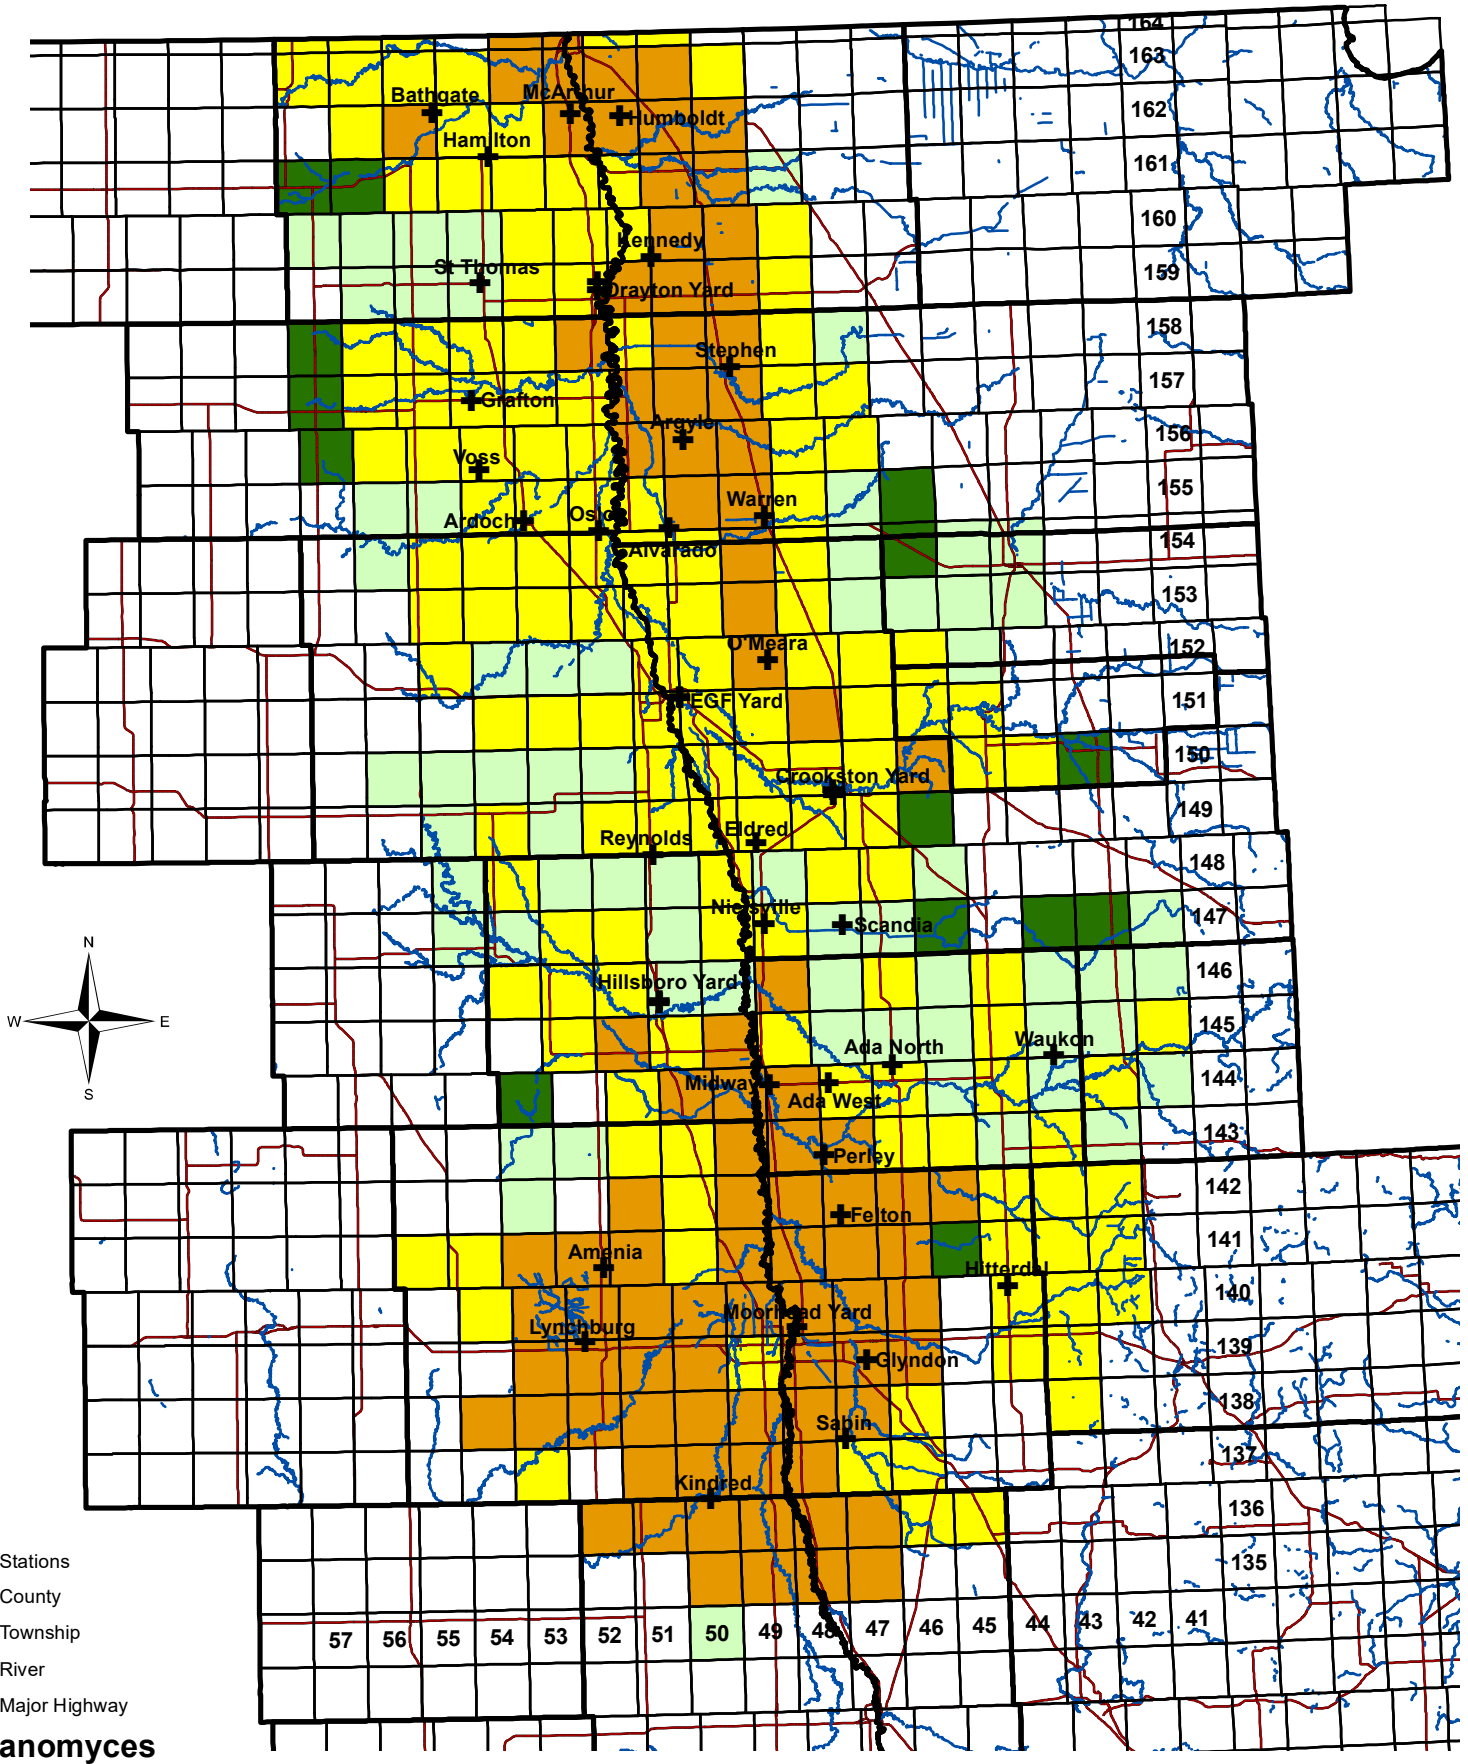 164
163
Bathgate
McArthur
Humboldt
162
Hamilton
161
160
Kennedy
St Thomas
159
Drayton Yard
158
Stephen
157
Grafton
Argyle
156
Voss
155
Warren
Ardoch
Oslo
Alvarado
154
153
O'Meara
152
EGF Yard
151
150
Crookston Yard
149
Eldred
Reynolds
148
Nielsville
147
Scandia
N
W
E
S
146
Hillsboro Yard
145
Waukon
Ada North
144
Midway
Ada West
143
Perley
142
Felton
141
Amenia
Hitterdal
140
Moorhead Yard
Lynchburg
139
Glyndon
138
Sabin
137
Kindred
136
135
Stations
County
Township
River
Major Highway
57 56 55 54 53 52 51 50 49 48 47 46 45 44 43 42 41
anomyces